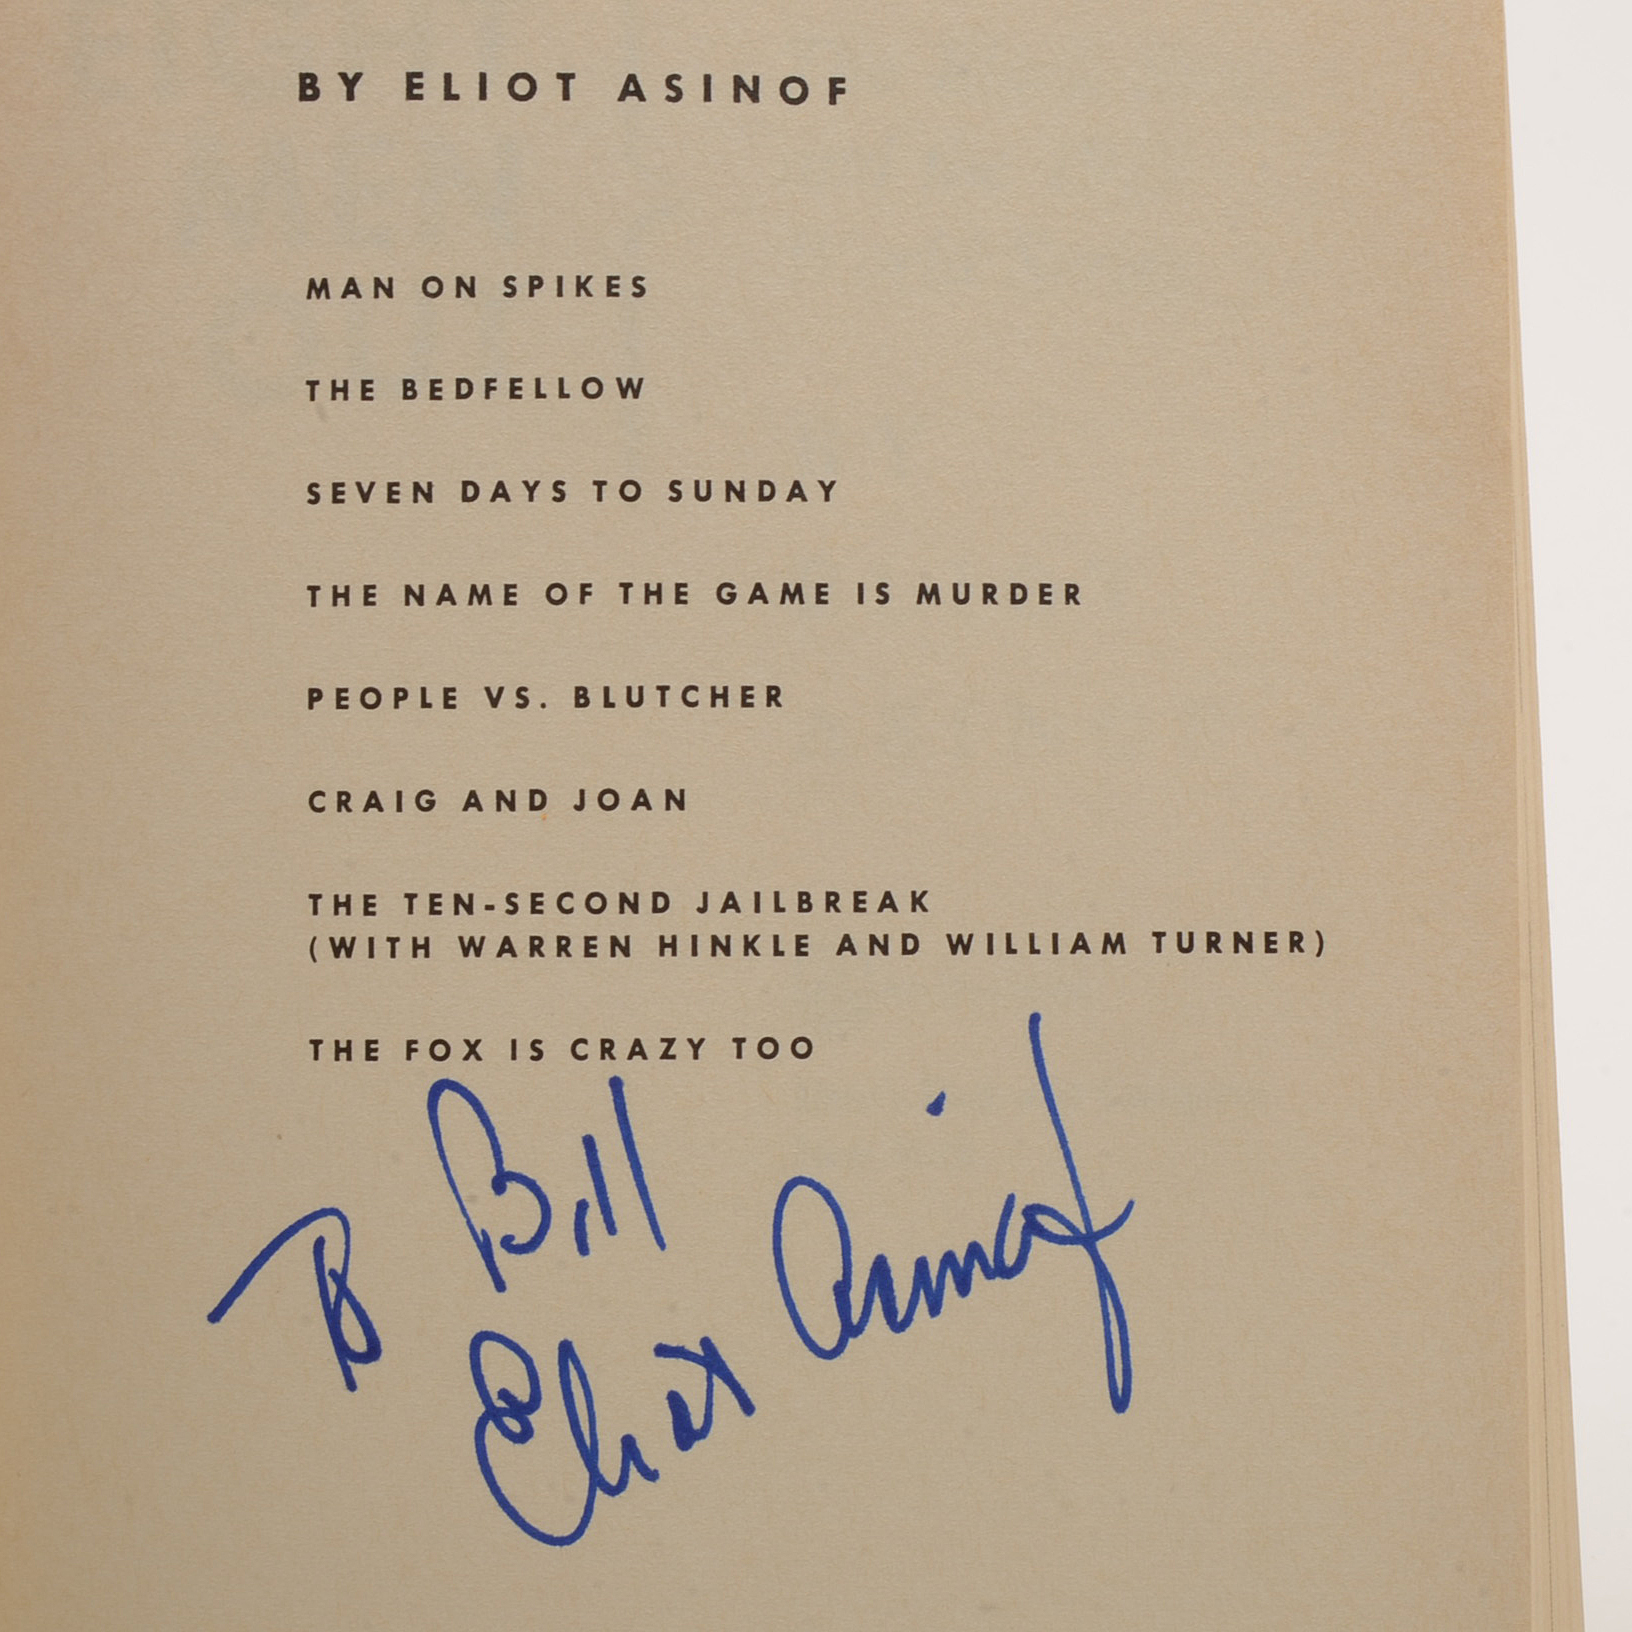 BY ELIOT ASINOF
MAN ON SPIKES
THE BEDFELLOW
SEVEN DAYS TO SUNDAY
THE NAME OF THE GAME IS MURDER
PEOPLE VS. BLUTCHER
CRAIG AND JOAN
THE TEN-SECOND JAILBREAK
(WITH WARREN HINKLE AND WILLIAM TURNER)
THE FOX IS CRAZY TOO
To Bill
Eliot Asinof